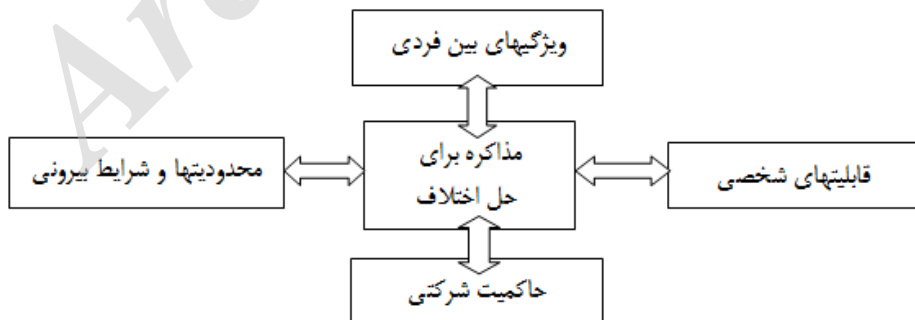 ویژگیهای بین فردی
مذاکره برای
حل اختلاف
قابلیتهای شخصی
محدودیتها و شرایط بیرونی
حاکمیت شرکتی